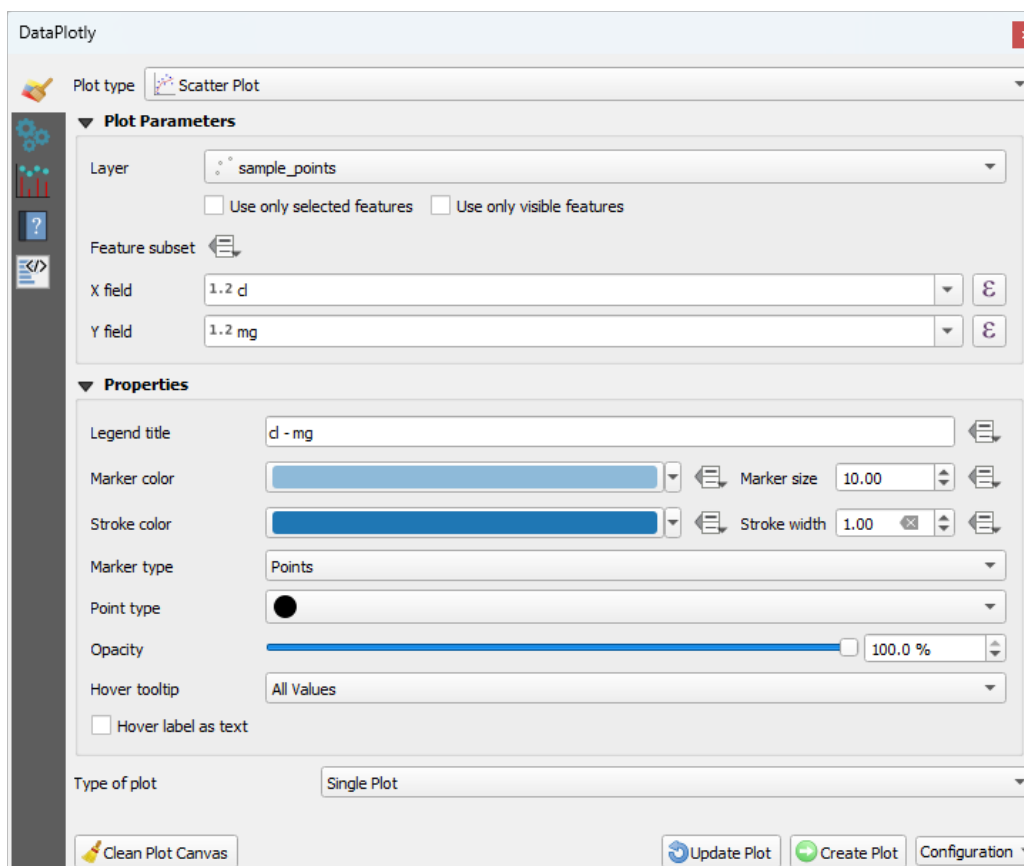 DataPlotly
Plot type Scatter Plot
Plot Parameters
Layer sample_points
Use only selected features Use only visible features
Feature subset
X field 1.2 cl ε
Y field 1.2 mg ε
Properties
Legend title cl - mg
Marker color Marker size 10.00
Stroke color Stroke width 1.00
Marker type Points
Point type
Opacity 100.0 %
Hover tooltip All Values
Hover label as text
Type of plot Single Plot
Clean Plot Canvas Update Plot Create Plot Configuration